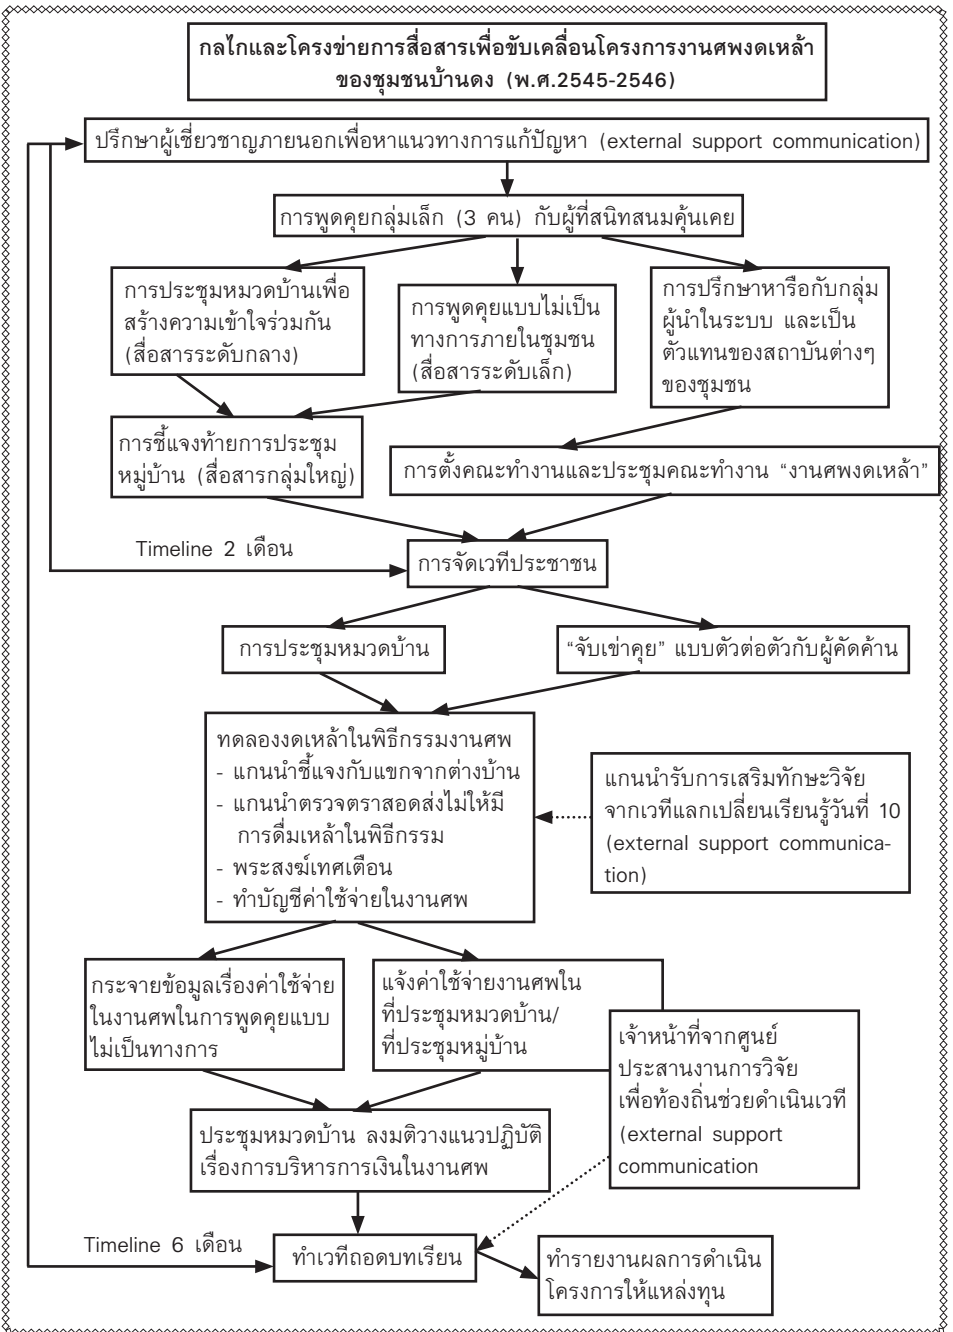 กลไกและโครงข่ายการสื่อสารเพื่อขับเคลื่อนโครงการงานศพงดเหล้า
ของชุมชนบ้านดง (พ.ศ.2545-2546)
ปรึกษาผู้เชี่ยวชาญภายนอกเพื่อหาแนวทางการแก้ปัญหา (external support communication)
การพูดคุยกลุ่มเล็ก (3 คน) กับผู้ที่สนิทสนมคุ้นเคย
การประชุมหมวดบ้านเพื่อ
สร้างความเข้าใจร่วมกัน
(สื่อสารระดับกลาง)
การพูดคุยแบบไม่เป็น
ทางการภายในชุมชน
(สื่อสารระดับเล็ก)
การปรึกษาหารือกับกลุ่ม
ผู้นำในระบบ และเป็น
ตัวแทนของสถาบันต่างๆ
ของชุมชน
การชี้แจงท้ายการประชุม
หมู่บ้าน (สื่อสารกลุ่มใหญ่)
การตั้งคณะทำงานและประชุมคณะทำงาน “งานศพงดเหล้า”
Timeline 2 เดือน
การจัดเวทีประชาชน
การประชุมหมวดบ้าน
“จับเข่าคุย” แบบตัวต่อตัวกับผู้คัดค้าน
ทดลองงดเหล้าในพิธีกรรมงานศพ
- แกนนำชี้แจงกับแขกจากต่างบ้าน
- แกนนำตรวจตราสอดส่งไม่ให้มี
การดื่มเหล้าในพิธีกรรม
- พระสงฆ์เทศเตือน
- ทำบัญชีค่าใช้จ่ายในงานศพ
แกนนำรับการเสริมทักษะวิจัย
จากเวทีแลกเปลี่ยนเรียนรู้วันที่ 10
(external support communica-
tion)
กระจายข้อมูลเรื่องค่าใช้จ่าย
ในงานศพในการพูดคุยแบบ
ไม่เป็นทางการ
แจ้งค่าใช้จ่ายงานศพใน
ที่ประชุมหมวดบ้าน/
ที่ประชุมหมู่บ้าน
เจ้าหน้าที่จากศูนย์
ประสานงานการวิจัย
เพื่อท้องถิ่นช่วยดำเนินเวที
(external support
communication
ประชุมหมวดบ้าน ลงมติวางแนวปฏิบัติ
เรื่องการบริหารการเงินในงานศพ
Timeline 6 เดือน
ทำเวทีถอดบทเรียน
ทำรายงานผลการดำเนิน
โครงการให้แหล่งทุน